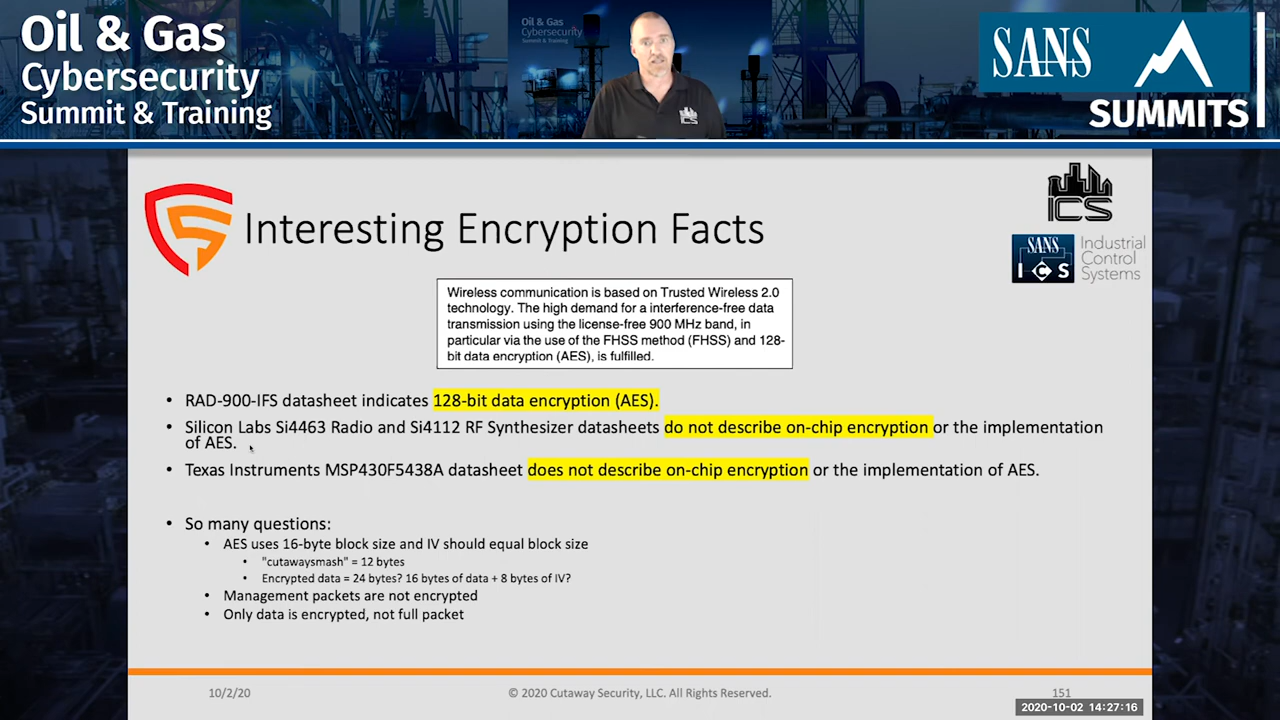 Oil & Gas
Cybersecurity
Summit & Training
Oil and Gas
Cybersecurity
Summit & Training
ICS
SANS
SUMMITS
Interesting Encryption Facts
ICS
SANS
ICS
Industrial
Control
Systems
Wireless communication is based on Trusted Wireless 2.0
technology. The high demand for a interference-free data
transmission using the license-free 900 MHz band, in
particular via the use of the FHSS method (FHSS) and 128-
bit data encryption (AES), is fulfilled.
• RAD-900-IFS datasheet indicates 128-bit data encryption (AES).
• Silicon Labs Si4463 Radio and Si4112 RF Synthesizer datasheets do not describe on-chip encryption or the implementation
of AES.
• Texas Instruments MSP430F5438A datasheet does not describe on-chip encryption or the implementation of AES.
• So many questions:
• AES uses 16-byte block size and IV should equal block size
• "cutawaysmash" = 12 bytes
• Encrypted data = 24 bytes? 16 bytes of data + 8 bytes of IV?
• Management packets are not encrypted
• Only data is encrypted, not full packet
10/2/20
© 2020 Cutaway Security, LLC. All Rights Reserved.
151
2020-10-02 14:27:16